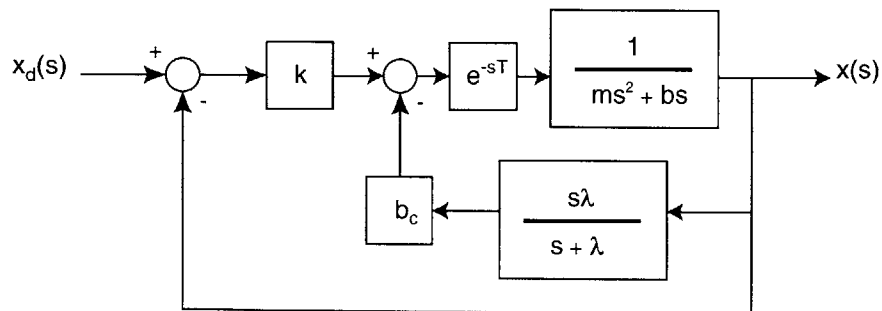 x_d(s)
+
-
k
+
-
e^{-sT}
1
ms² + bs
x(s)
b_c
sλ
s + λ